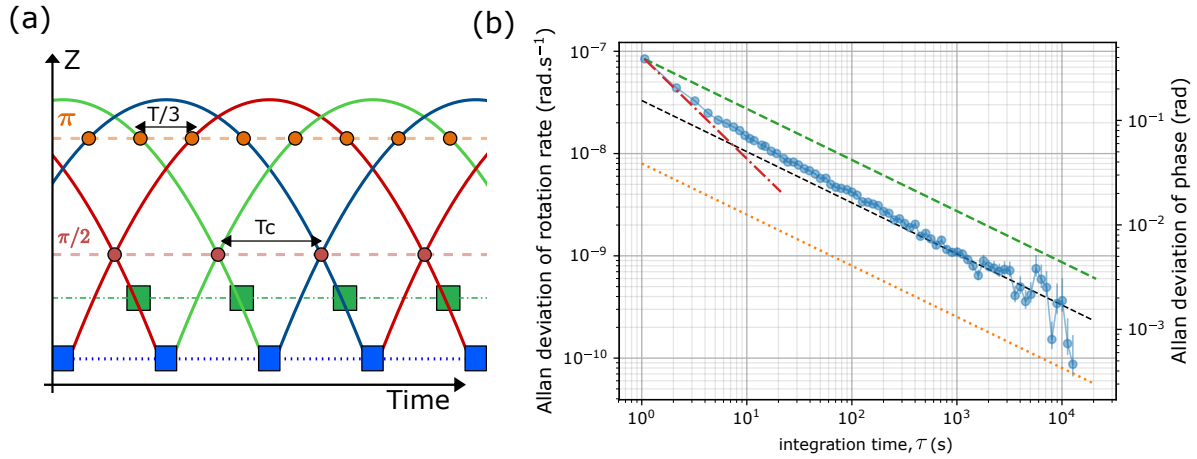 (a)
Z
π
T/3
π/2
Tc
Time
(b)
Allan deviation of rotation rate (rad.s⁻¹)
10⁻⁷
10⁻⁸
10⁻⁹
10⁻¹⁰
10⁰ 10¹ 10² 10³ 10⁴
integration time, τ (s)
10⁻¹
10⁻²
10⁻³
Allan deviation of phase (rad)